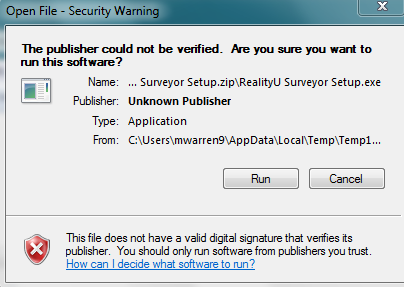 Open File - Security Warning
The publisher could not be verified.  Are you sure you want to
run this software?
Name: ... Surveyor Setup.zip\RealityU Surveyor Setup.exe
Publisher: Unknown Publisher
Type: Application
From: C:\Users\mwarren9\AppData\Local\Temp\Temp1...
Run Cancel
This file does not have a valid digital signature that verifies its
publisher.  You should only run software from publishers you trust.
How can I decide what software to run?